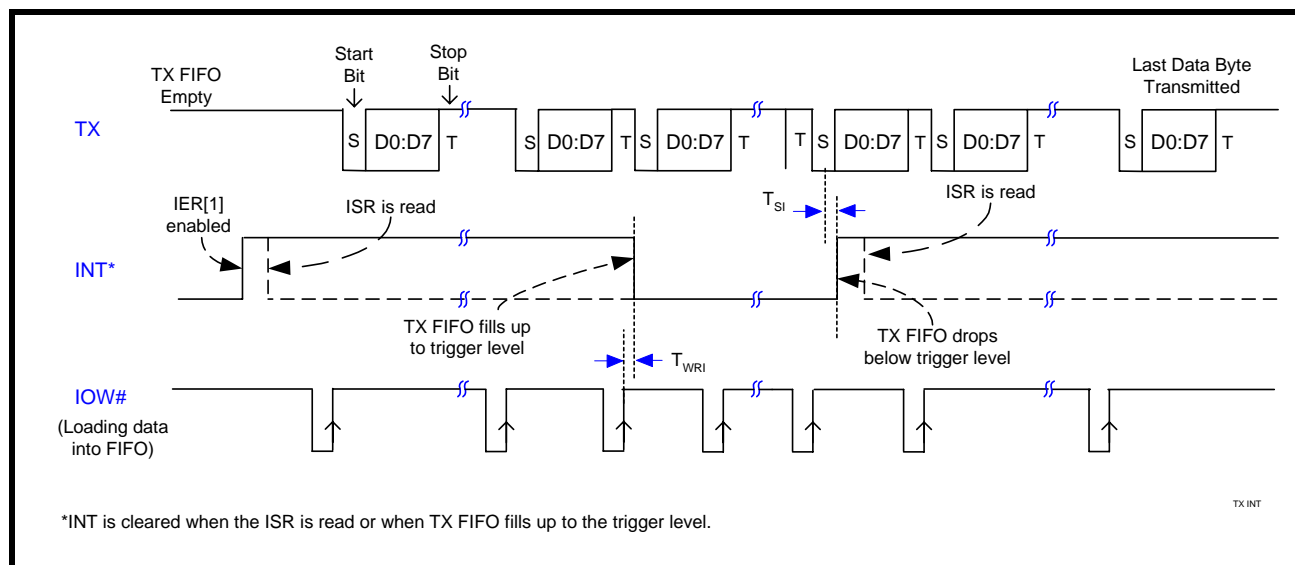 Start
Bit
Stop
Bit
TX FIFO
Empty
Last Data Byte
Transmitted
TX
S D0:D7 T S D0:D7 T S D0:D7 T T S D0:D7 T S D0:D7 T S D0:D7 T
IER[1]
enabled
ISR is read
TSI
ISR is read
INT*
TX FIFO fills up
to trigger level
TX FIFO drops
below trigger level
TWRI
IOW#
(Loading data
into FIFO)
*INT is cleared when the ISR is read or when TX FIFO fills up to the trigger level.
TX INT